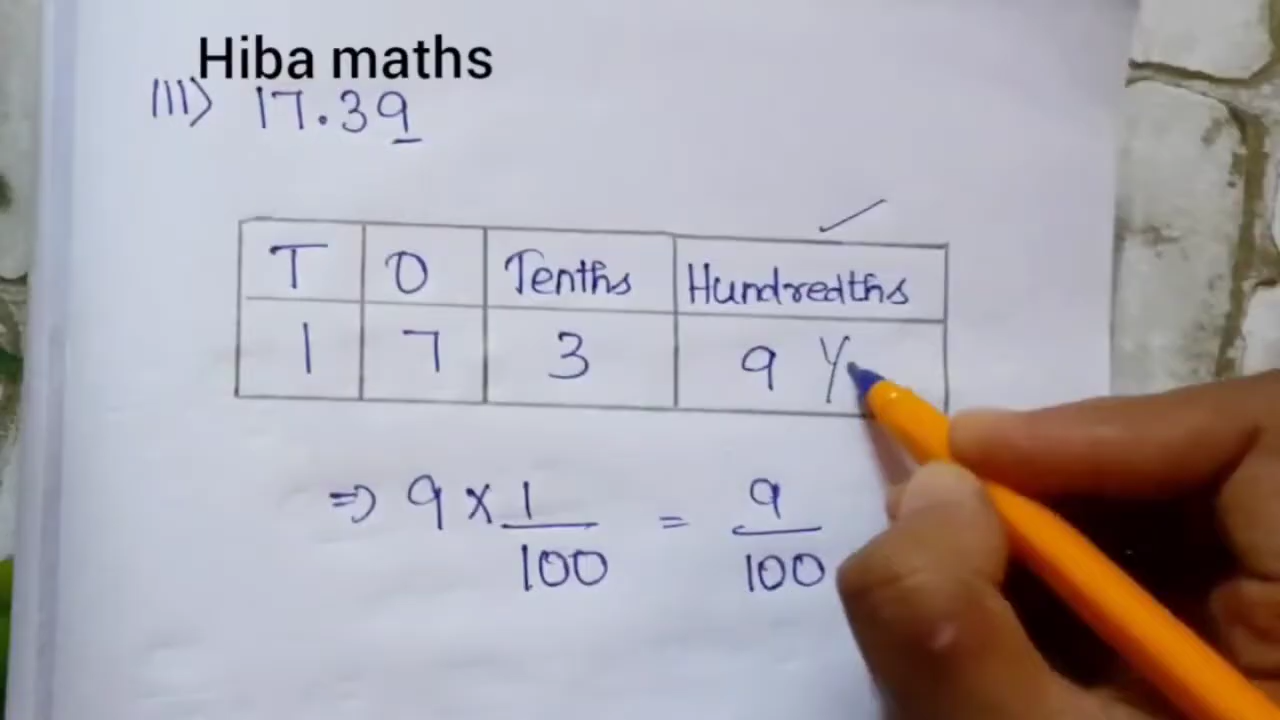 Hiba maths
III) 17.39
T O Tenths Hundredths
1 7 3 9
⇒ 9 × 1/100 = 9/100